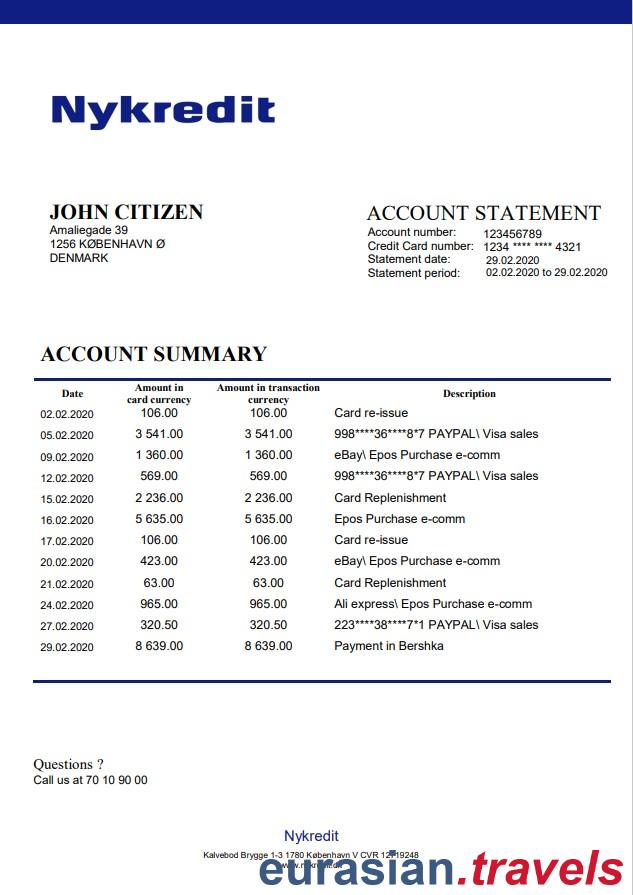 Nykredit
JOHN CITIZEN
Amaliegade 39
1256 KØBENHAVN Ø
DENMARK
ACCOUNT STATEMENT
Account number: 123456789
Credit Card number: 1234 **** **** 4321
Statement date: 29.02.2020
Statement period: 02.02.2020 to 29.02.2020
ACCOUNT SUMMARY
Date Amount in card currency Amount in transaction currency Description
02.02.2020 106.00 106.00 Card re-issue
05.02.2020 3 541.00 3 541.00 998****36****8*7 PAYPAL\ Visa sales
09.02.2020 1 360.00 1 360.00 eBay\ Epos Purchase e-comm
12.02.2020 569.00 569.00 998****36****8*7 PAYPAL\ Visa sales
15.02.2020 2 236.00 2 236.00 Card Replenishment
16.02.2020 5 635.00 5 635.00 Epos Purchase e-comm
17.02.2020 106.00 106.00 Card re-issue
20.02.2020 423.00 423.00 eBay\ Epos Purchase e-comm
21.02.2020 63.00 63.00 Card Replenishment
24.02.2020 965.00 965.00 Ali express\ Epos Purchase e-comm
27.02.2020 320.50 320.50 223****38****7*1 PAYPAL\ Visa sales
29.02.2020 8 639.00 8 639.00 Payment in Bershka
Questions ?
Call us at 70 10 90 00
Nykredit
Kalvebod Brygge 1-3 1780 København V CVR
eurasian.travels